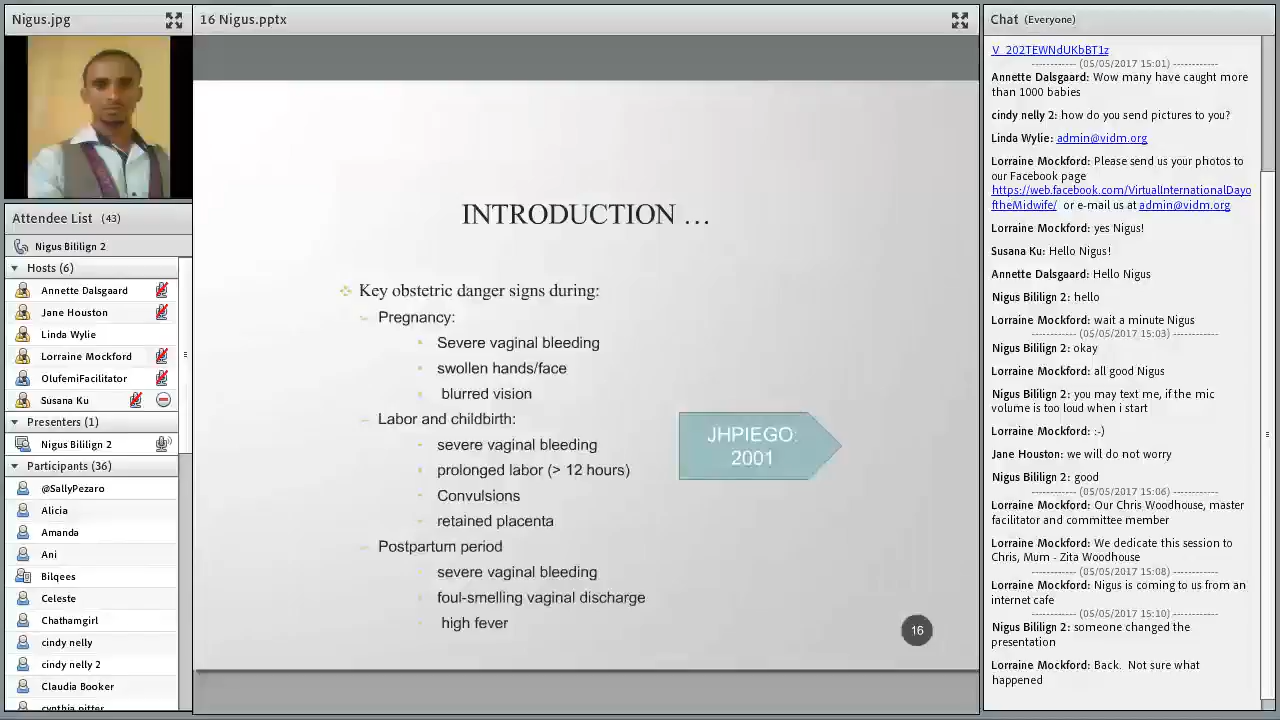 Nigus.jpg
Attendee List (43)
Nigus Bililign 2
Hosts (6)
Annette Dalsgaard
Jane Houston
Linda Wylie
Lorraine Mockford
OlufemiFacilitator
Susana Ku
Presenters (1)
Nigus Bililign 2
Participants (36)
@SallyPezaro
Alicia
Amanda
Ani
Bilqees
Celeste
Chathamgirl
cindy nelly
cindy nelly 2
Claudia Booker
cynthia pitter
16 Nigus.pptx
INTRODUCTION …
Key obstetric danger signs during:
Pregnancy:
Severe vaginal bleeding
swollen hands/face
blurred vision
Labor and childbirth:
severe vaginal bleeding
prolonged labor (> 12 hours)
Convulsions
retained placenta
Postpartum period
severe vaginal bleeding
foul-smelling vaginal discharge
high fever
JHPIEGO.
2001
16
Chat (Everyone)
V_202TEWNdUKbBT1z
------------ (05/05/2017 15:01) ------------
Annette Dalsgaard: Wow many have caught more
than 1000 babies
cindy nelly 2: how do you send pictures to you?
Linda Wylie: admin@vidm.org
Lorraine Mockford: Please send us your photos to
our Facebook page
https://web.facebook.com/VirtualInternationalDayo
ftheMidwife/ or e-mail us at admin@vidm.org
Lorraine Mockford: yes Nigus!
Susana Ku: Hello Nigus!
Annette Dalsgaard: Hello Nigus
Nigus Bililign 2: hello
Lorraine Mockford: wait a minute Nigus
------------ (05/05/2017 15:03) ------------
Nigus Bililign 2: okay
Lorraine Mockford: all good Nigus
Nigus Bililign 2: you may text me, if the mic
volume is too loud when i start
Lorraine Mockford: :-)
Jane Houston: we will do not worry
Nigus Bililign 2: good
------------ (05/05/2017 15:06) ------------
Lorraine Mockford: Our Chris Woodhouse, master
facilitator and committee member
Lorraine Mockford: We dedicate this session to
Chris, Mum - Zita Woodhouse
------------ (05/05/2017 15:08) ------------
Lorraine Mockford: Nigus is coming to us from an
internet cafe
------------ (05/05/2017 15:10) ------------
Nigus Bililign 2: someone changed the
presentation
Lorraine Mockford: Back. Not sure what
happened